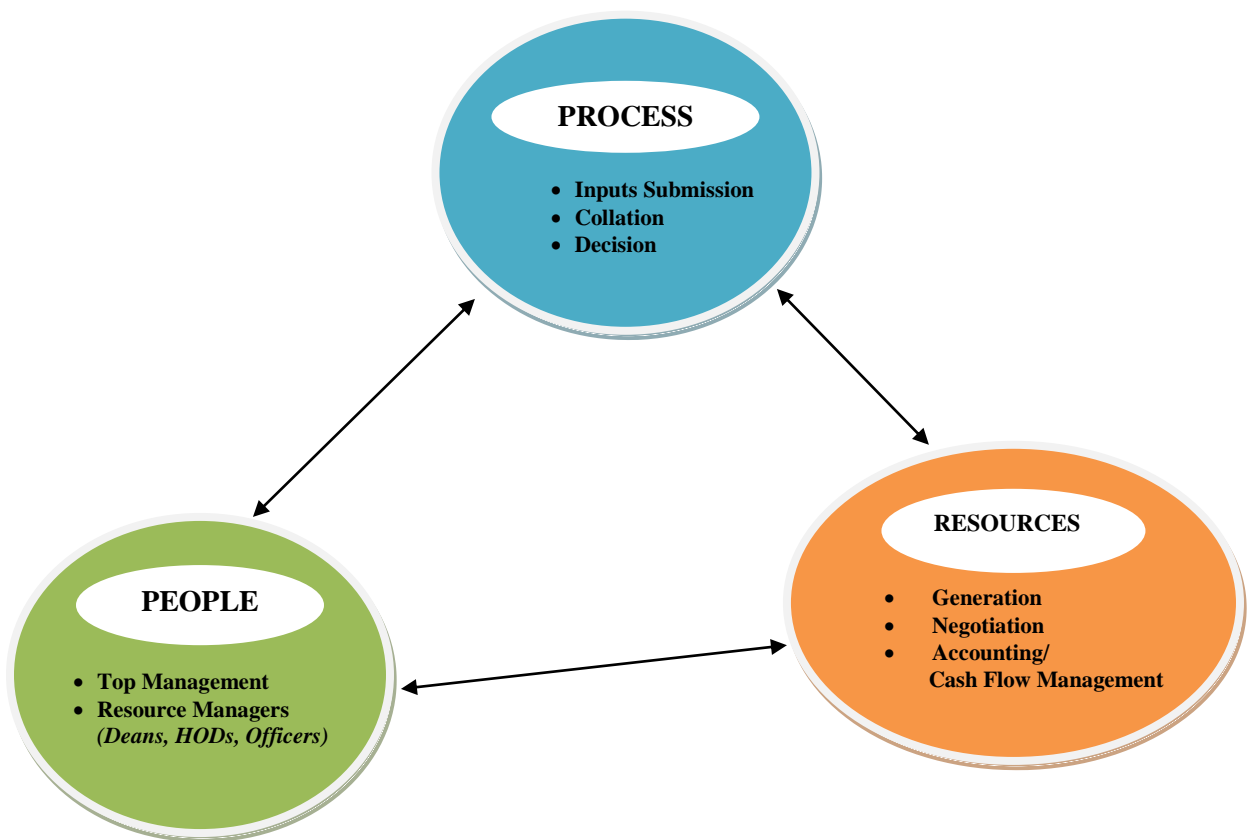 PROCESS
• Inputs Submission
• Collation
• Decision
RESOURCES
• Generation
• Negotiation
• Accounting/
Cash Flow Management
PEOPLE
• Top Management
• Resource Managers
(Deans, HODs, Officers)